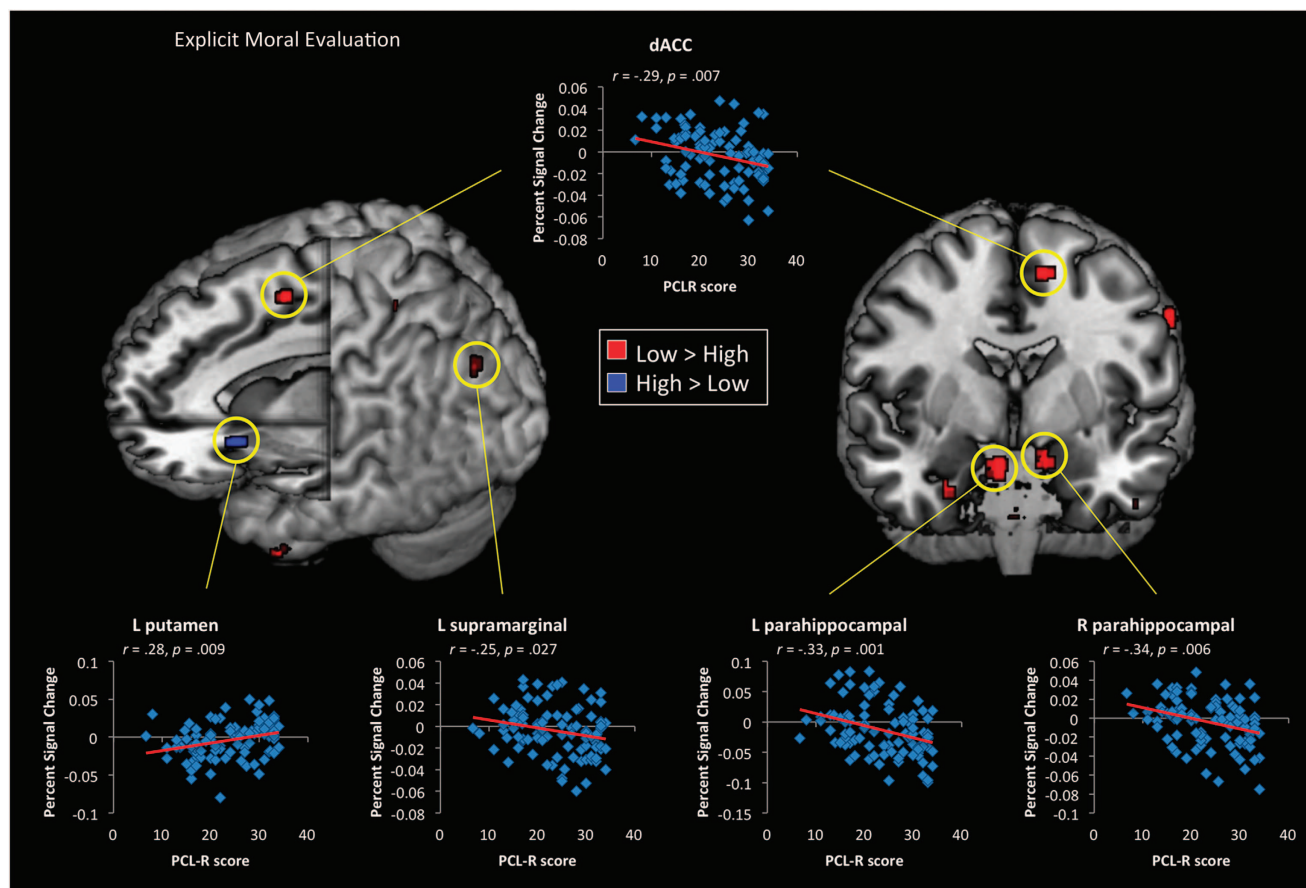 Explicit Moral Evaluation
dACC
r = -.29, p = .007
Percent Signal Change
0.06
0.04
0.02
0
-0.02
-0.04
-0.06
-0.08
0 10 20 30 40
PCLR score
Low > High
High > Low
L putamen
r = .28, p = .009
Percent Signal Change
0.1
0.05
0
-0.05
-0.1
0 10 20 30 40
PCL-R score
L supramarginal
r = -.25, p = .027
Percent Signal Change
0.06
0.04
0.02
0
-0.02
-0.04
-0.06
-0.08
0 10 20 30 40
PCL-R score
L parahippocampal
r = -.33, p = .001
Percent Signal Change
0.1
0.05
0
-0.05
-0.1
-0.15
0 10 20 30 40
PCL-R score
R parahippocampal
r = -.34, p = .006
Percent Signal Change
0.06
0.04
0.02
0
-0.02
-0.04
-0.06
-0.08
-0.1
0 10 20 30 40
PCL-R score